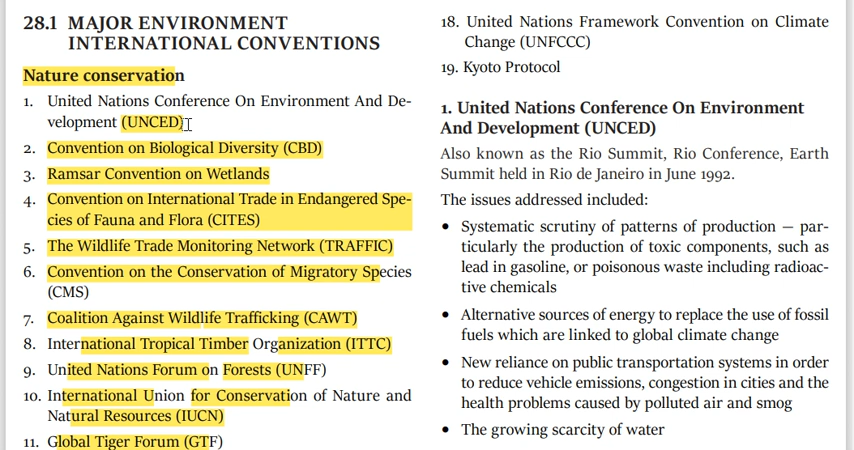 28.1 MAJOR ENVIRONMENT
INTERNATIONAL CONVENTIONS
Nature conservation
1. United Nations Conference On Environment And De-
velopment (UNCED)
2. Convention on Biological Diversity (CBD)
3. Ramsar Convention on Wetlands
4. Convention on International Trade in Endangered Spe-
cies of Fauna and Flora (CITES)
5. The Wildlife Trade Monitoring Network (TRAFFIC)
6. Convention on the Conservation of Migratory Species
(CMS)
7. Coalition Against Wildlife Trafficking (CAWT)
8. International Tropical Timber Organization (ITTC)
9. United Nations Forum on Forests (UNFF)
10. International Union for Conservation of Nature and
Natural Resources (IUCN)
11. Global Tiger Forum (GTF)
18. United Nations Framework Convention on Climate
Change (UNFCCC)
19. Kyoto Protocol
1. United Nations Conference On Environment
And Development (UNCED)
Also known as the Rio Summit, Rio Conference, Earth
Summit held in Rio de Janeiro in June 1992.
The issues addressed included:
• Systematic scrutiny of patterns of production — par-
ticularly the production of toxic components, such as
lead in gasoline, or poisonous waste including radioac-
tive chemicals
• Alternative sources of energy to replace the use of fossil
fuels which are linked to global climate change
• New reliance on public transportation systems in order
to reduce vehicle emissions, congestion in cities and the
health problems caused by polluted air and smog
• The growing scarcity of water